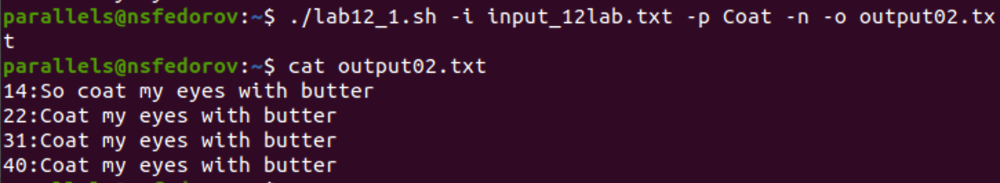 parallels@nsfedorov:~$ ./lab12_1.sh -i input_12lab.txt -p Coat -n -o output02.tx
t
parallels@nsfedorov:~$ cat output02.txt
14:So coat my eyes with butter
22:Coat my eyes with butter
31:Coat my eyes with butter
40:Coat my eyes with butter